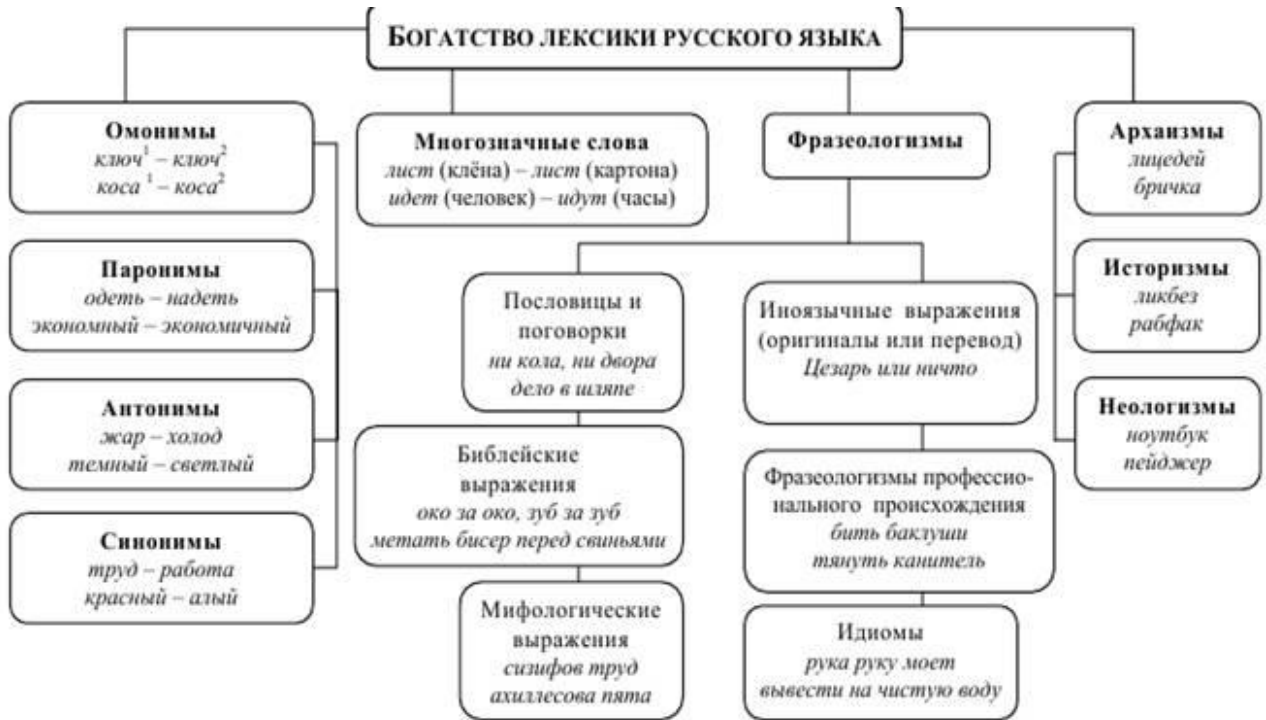 БОГАТСТВО ЛЕКСИКИ РУССКОГО ЯЗЫКА
Омонимы
ключ¹ – ключ²
коса ¹ – коса²
Паронимы
одеть – надеть
экономный – экономичный
Антонимы
жар – холод
темный – светлый
Синонимы
труд – работа
красный – алый
Многозначные слова
лист (клёна) – лист (картона)
идет (человек) – идут (часы)
Фразеологизмы
Пословицы и
поговорки
ни кола, ни двора
дело в шляпе
Библейские
выражения
око за око, зуб за зуб
метать бисер перед свиньями
Мифологические
выражения
сизифов труд
ахиллесова пята
Иноязычные выражения
(оригиналы или перевод)
Цезарь или ничто
Фразеологизмы профессио-
нального происхождения
бить баклуши
тянуть канитель
Идиомы
рука руку моет
вывести на чистую воду
Архаизмы
лицедей
бричка
Историзмы
ликбез
рабфак
Неологизмы
ноутбук
пейджер